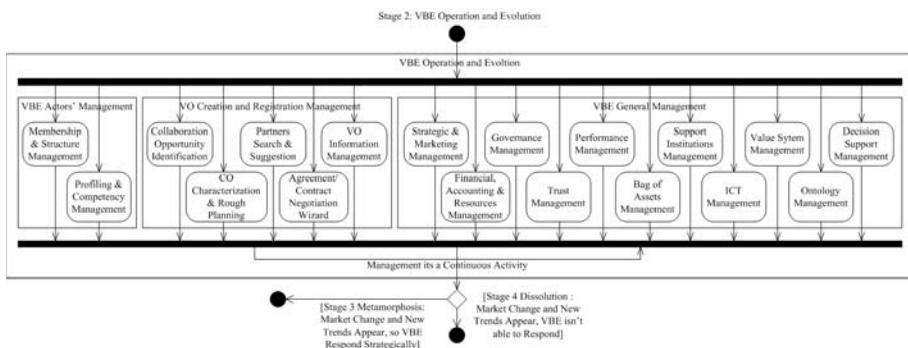 Stage 2: VBE Operation and Evolution
VBE Operation and Evoltion
VBE Actors' Management
Membership
& Structure
Management
Profiling &
Competency
Management
VO Creation and Registration Management
Collaboration
Opportunity
Identification
CO
Characterization
& Rough
Planning
Partners
Search &
Suggestion
Agreement/
Contract
Negotiation
Wizard
VO
Information
Management
VBE General Management
Strategic &
Marketing
Management
Financial,
Accounting &
Resources
Management
Governance
Management
Trust
Management
Performance
Management
Bag of
Assets
Management
Support
Institutions
Management
ICT
Management
Value Sytem
Management
Ontology
Management
Decision
Support
Management
Management its a Continuous Activity
[Stage 3 Metamorphosis:
Market Change and New
Trends Appear, so VBE
Respond Strategically]
[Stage 4 Dissolution :
Market Change and New
Trends Appear, VBE isn't
able to Respond]